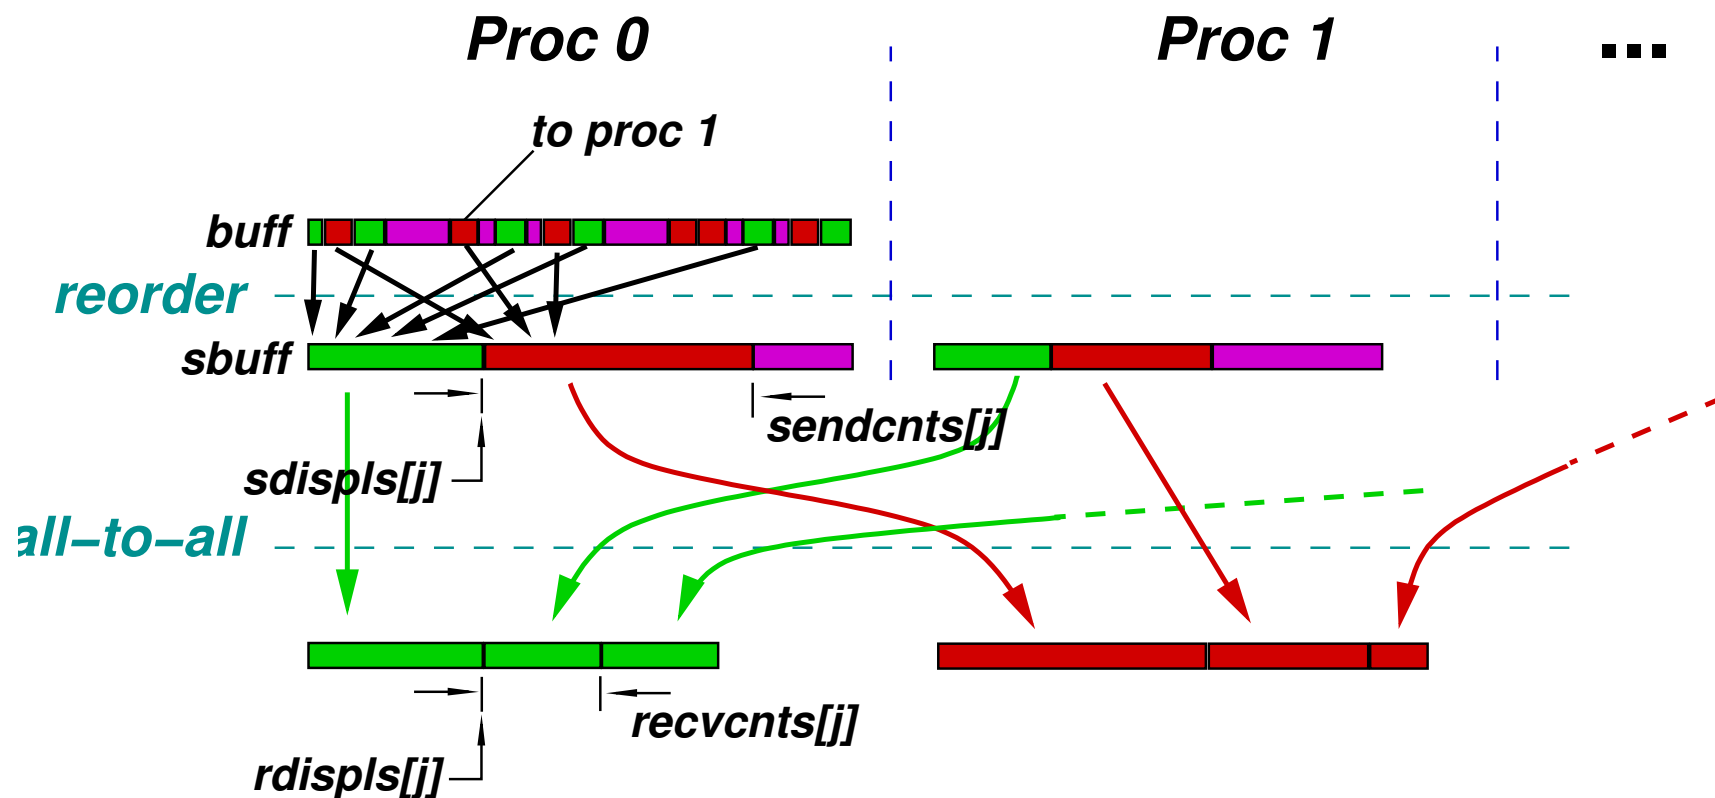 Proc 0
Proc 1
...
to proc 1
buff
reorder
sbuff
sendcnts[j]
sdispls[j]
all–to–all
recvcnts[j]
rdispls[j]